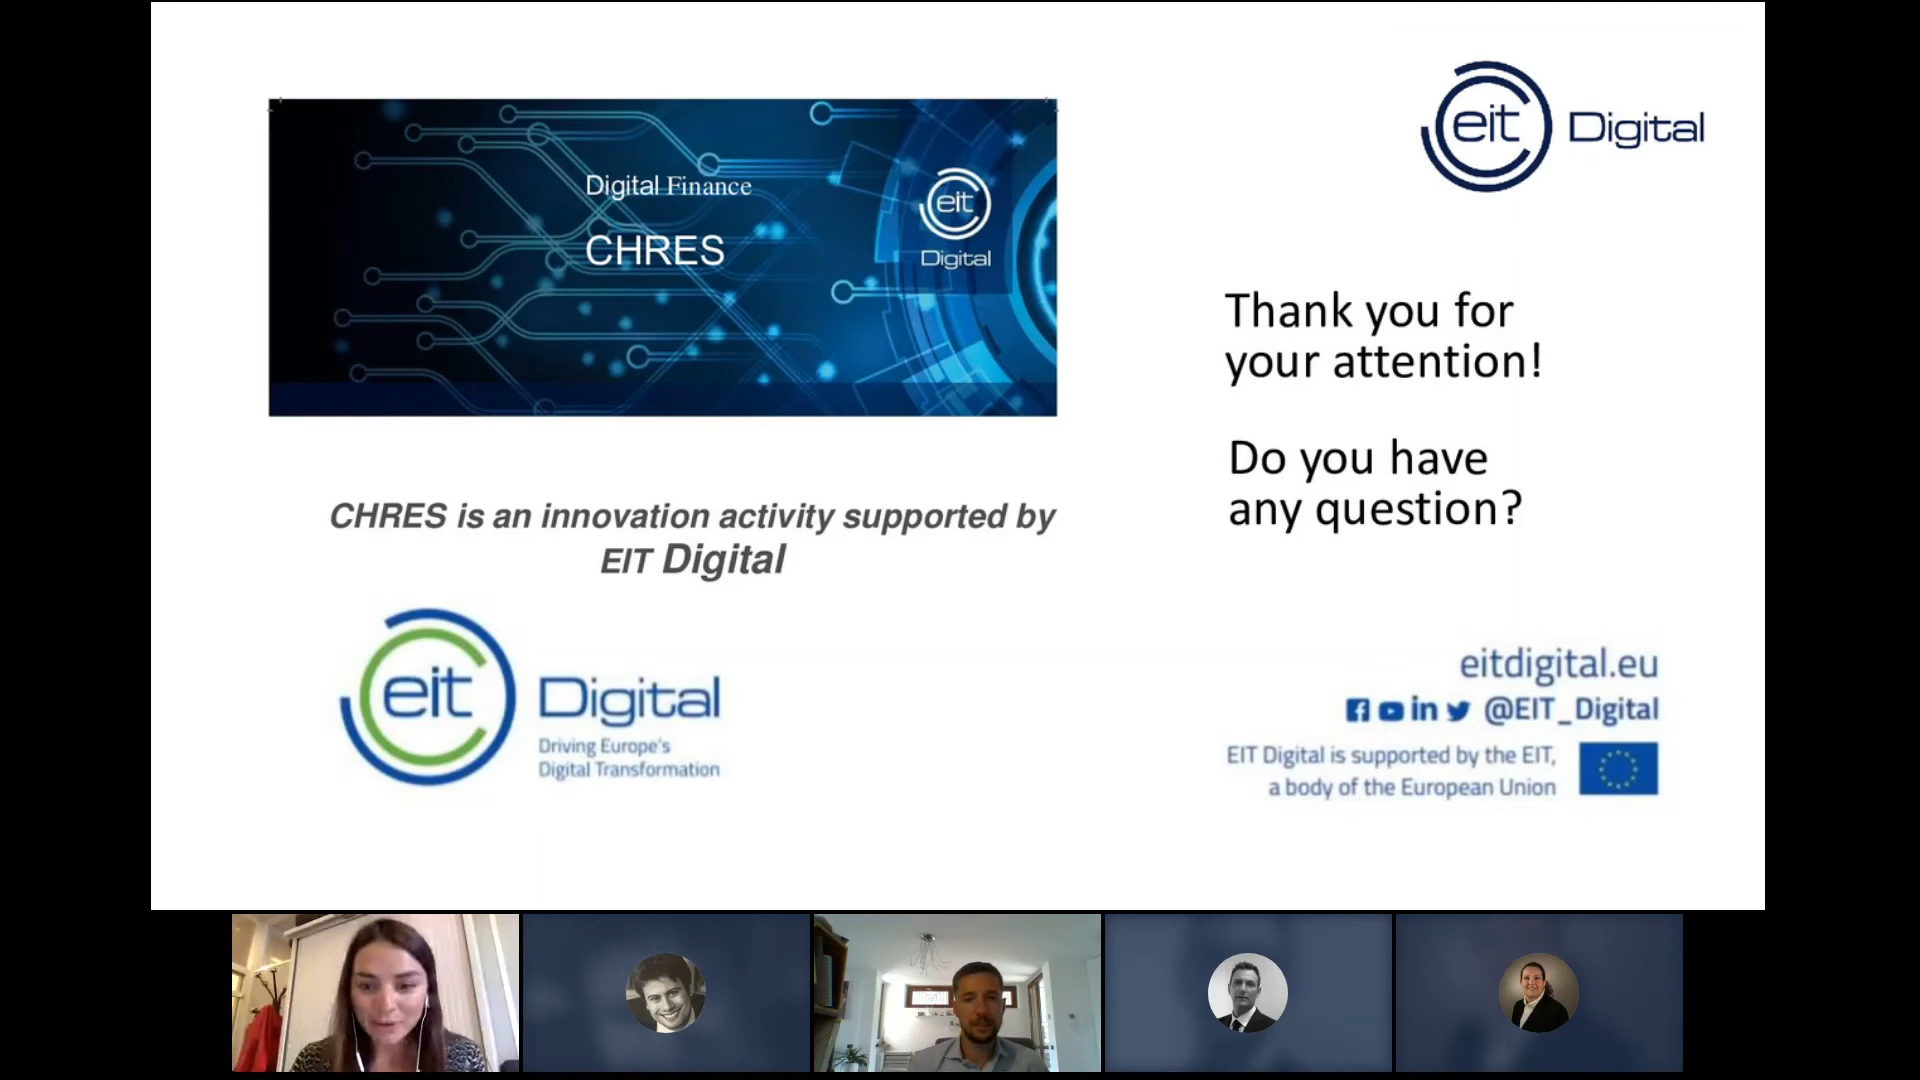 Digital Finance
CHRES
eit
Digital
CHRES is an innovation activity supported by
EIT Digital
eit
Digital
Driving Europe's
Digital Transformation
eit Digital
Thank you for
your attention!
Do you have
any question?
eitdigital.eu
@EIT_Digital
EIT Digital is supported by the EIT,
a body of the European Union